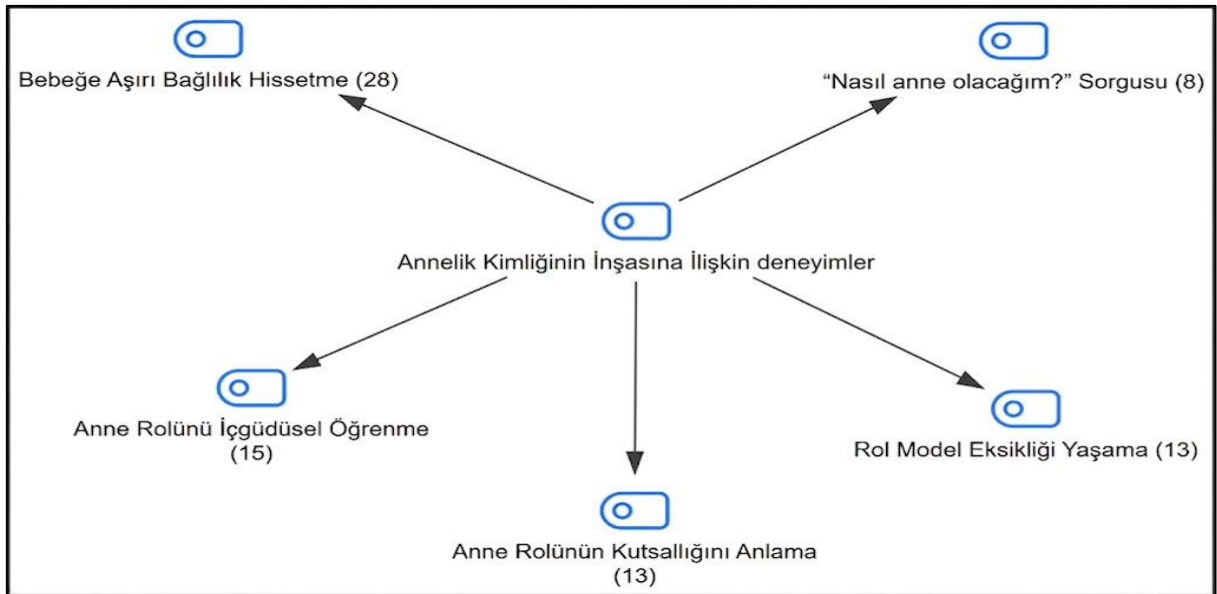 Bebeğe Aşırı Bağlılık Hissetme (28)
“Nasıl anne olacağım?” Sorgusu (8)
Annelik Kimliğinin İnşasına İlişkin deneyimler
Anne Rolünü İçgüdüsel Öğrenme
(15)
Rol Model Eksikliği Yaşama (13)
Anne Rolünün Kutsallığını Anlama
(13)